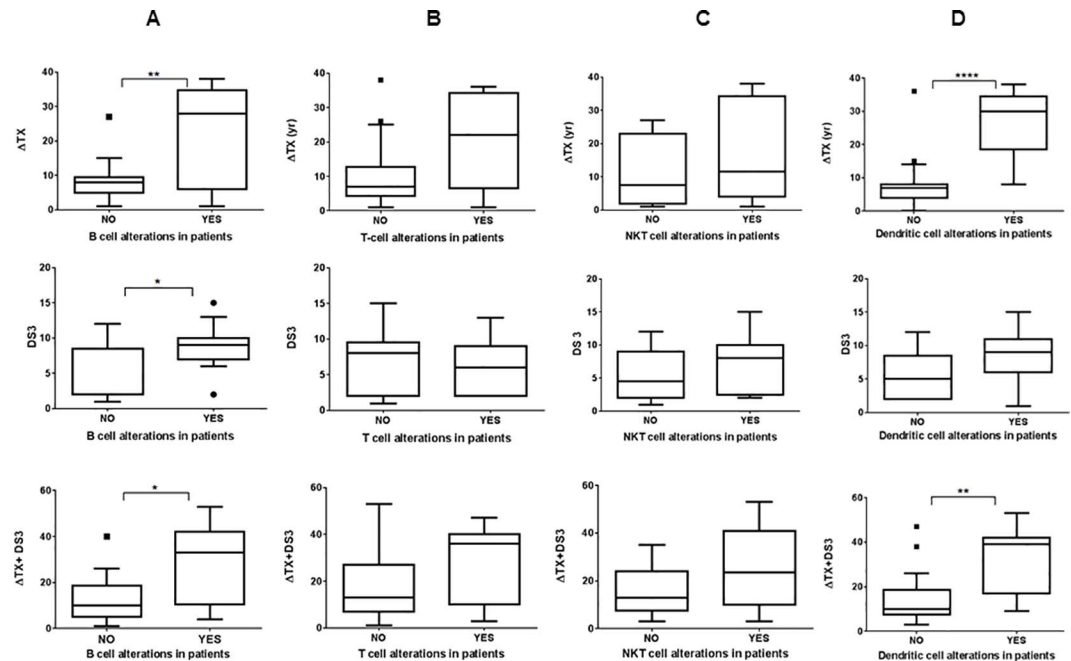 A B C D
** ****
40 40 40 40
30 30 30 30
20 20 20 20
10 10 10 10
0 0 0 0
ΔTX ΔTX (yr) ΔTX (yr) ΔTX (yr)
NO YES NO YES NO YES NO YES
B cell alterations in patients T-cell alterations in patients NKT cell alterations in patients Dendritic cell alterations in patients
*
20 20 20 20
15 15 15 15
10 10 10 10
5 5 5 5
0 0 0 0
DS3 DS3 DS 3 DS3
NO YES NO YES NO YES NO YES
B cell alterations in patients T cell alterations in patients NKT cell alterations in patients Dendritic cell alterations in patients
* **
60 60 60 60
40 40 40 40
20 20 20 20
0 0 0 0
ΔTX+ DS3 ΔTX+DS3 ΔTX+DS3 ΔTX+DS3
NO YES NO YES NO YES NO YES
B cell alterations in patients T cell alterations in patients NKT cell alterations in patients Dendritic cell alterations in patients